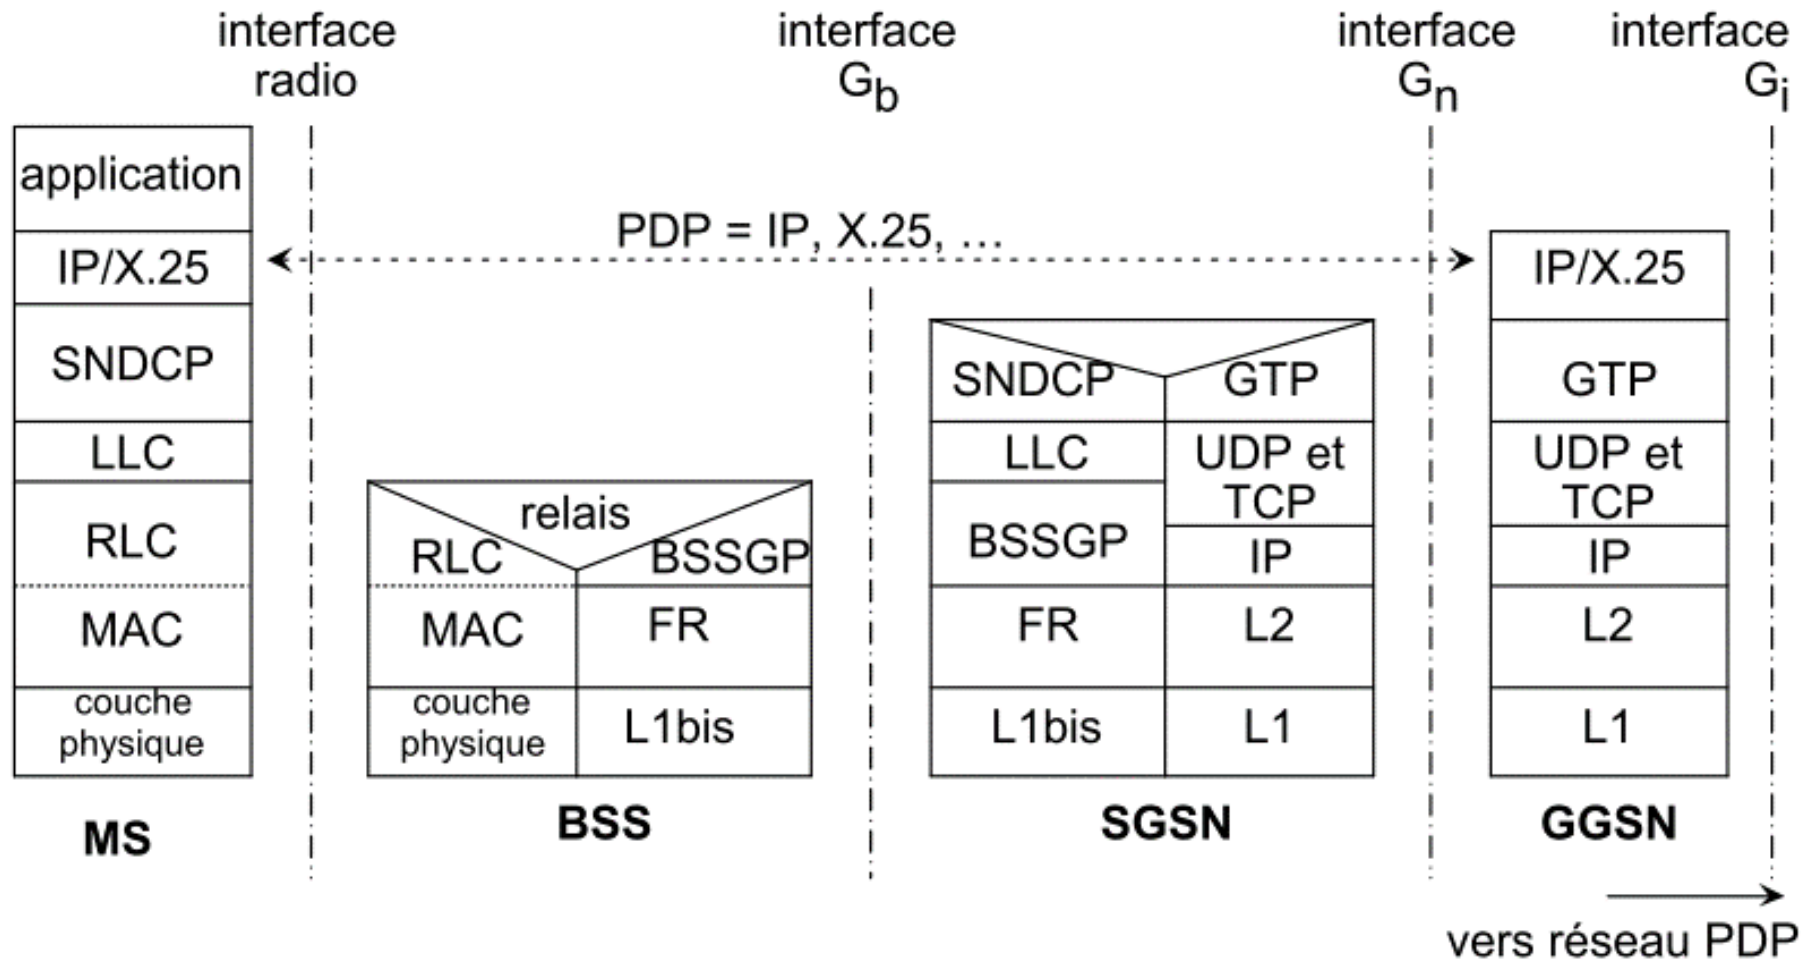 interface
radio
interface
Gb
interface
Gn
interface
Gi
application
IP/X.25
SNDCP
LLC
RLC
MAC
couche
physique
MS
PDP = IP, X.25, …
relais
RLC
BSSGP
MAC
FR
couche
physique
L1bis
BSS
SNDCP
GTP
LLC
UDP et
TCP
BSSGP
IP
FR
L2
L1bis
L1
SGSN
IP/X.25
GTP
UDP et
TCP
IP
L2
L1
GGSN
vers réseau PDP